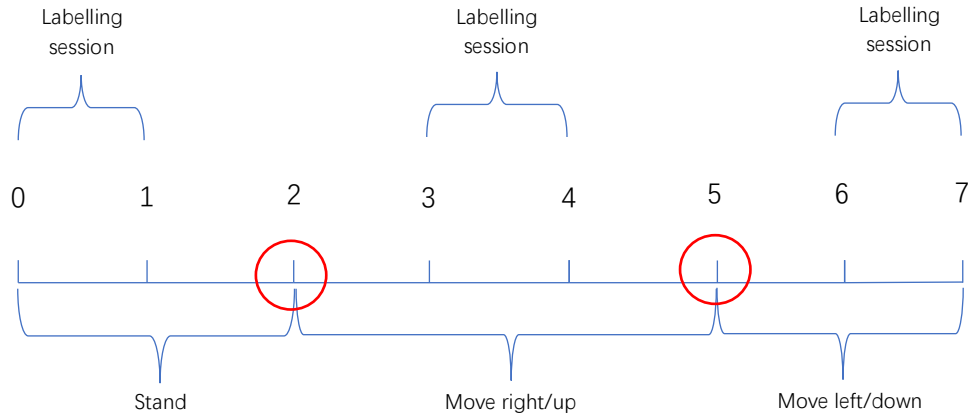 Labelling
session
Labelling
session
Labelling
session
0 1 2 3 4 5 6 7
Stand Move right/up Move left/down